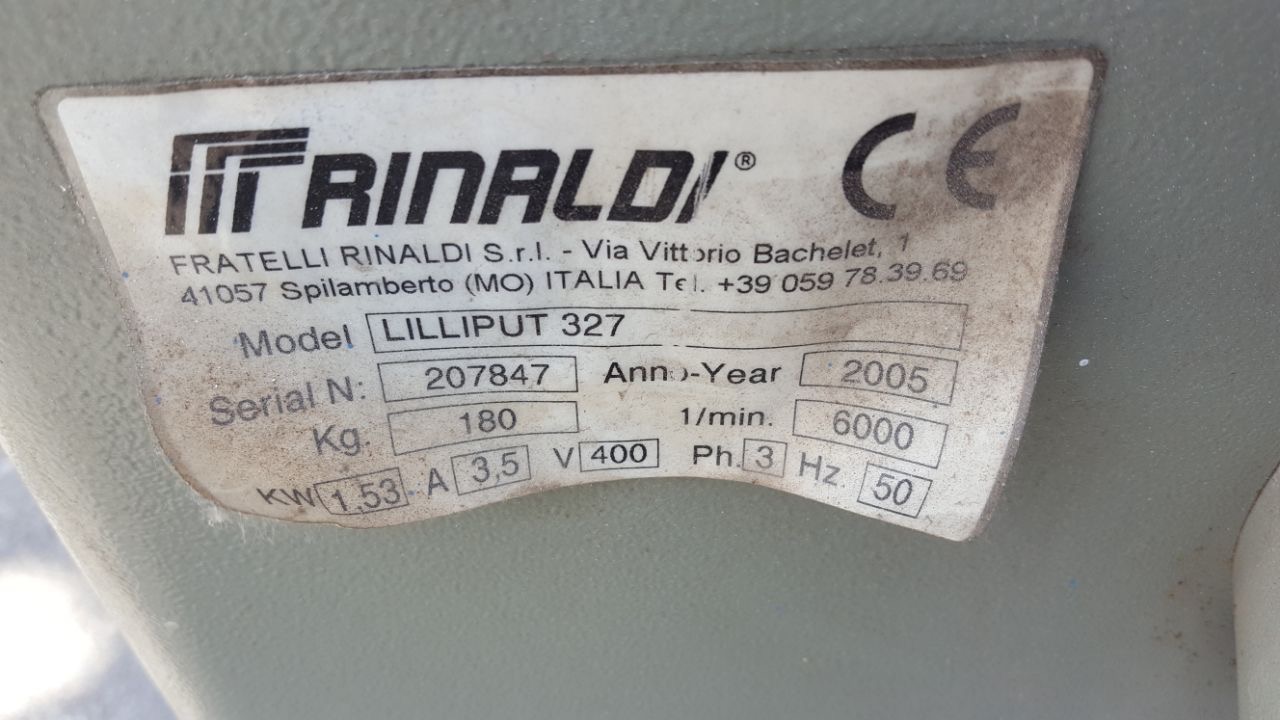 RINALDI® CE
FRATELLI RINALDI S.r.l. - Via Vittorio Bachelet, 1
41057 Spilamberto (MO) ITALIA Tel. +39 059 78.39.69
Model LILLIPUT 327
Serial N: 207847 Anno-Year 2005
Kg. 180 1/min. 6000
KW 1,53 A 3,5 V 400 Ph. 3 Hz. 50